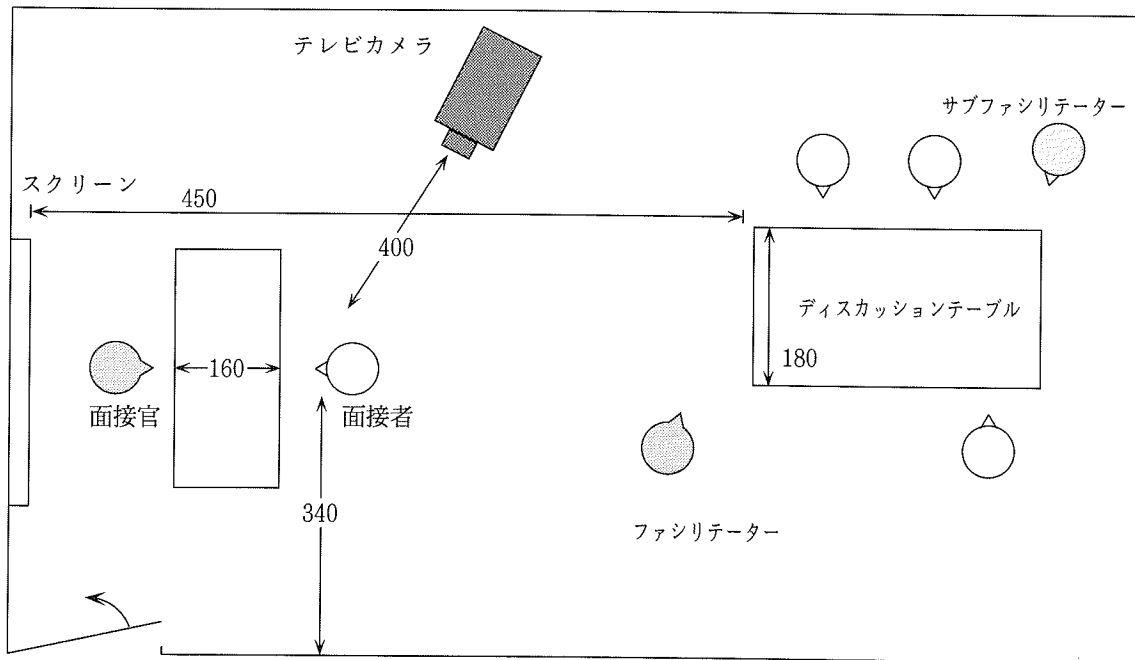 テレビカメラ
サブファシリテーター
スクリーン
450
400
ディスカッションテーブル
180
160
面接官
面接者
340
ファシリテーター